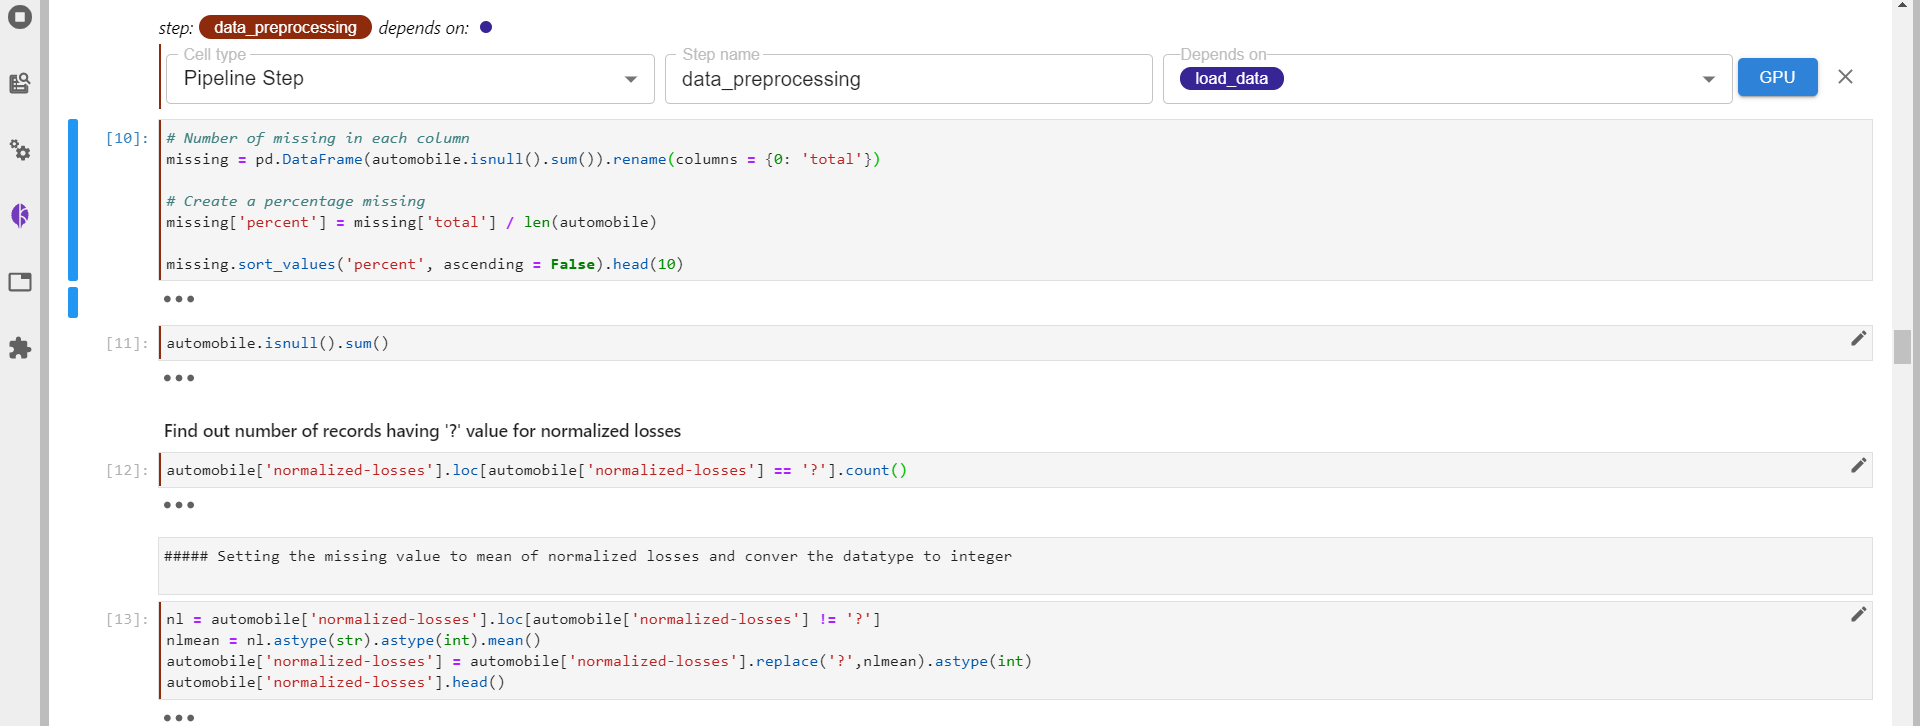 step: data_preprocessing depends on:
Cell type Step name Depends on
Pipeline Step data_preprocessing load_data GPU
[10]: # Number of missing in each column
missing = pd.DataFrame(automobile.isnull().sum()).rename(columns = {0: 'total'})
# Create a percentage missing
missing['percent'] = missing['total'] / len(automobile)
missing.sort_values('percent', ascending = False).head(10)
[11]: automobile.isnull().sum()
Find out number of records having '?' value for normalized losses
[12]: automobile['normalized-losses'].loc[automobile['normalized-losses'] == '?'].count()
##### Setting the missing value to mean of normalized losses and conver the datatype to integer
[13]: nl = automobile['normalized-losses'].loc[automobile['normalized-losses'] != '?']
nlmean = nl.astype(str).astype(int).mean()
automobile['normalized-losses'] = automobile['normalized-losses'].replace('?',nlmean).astype(int)
automobile['normalized-losses'].head()